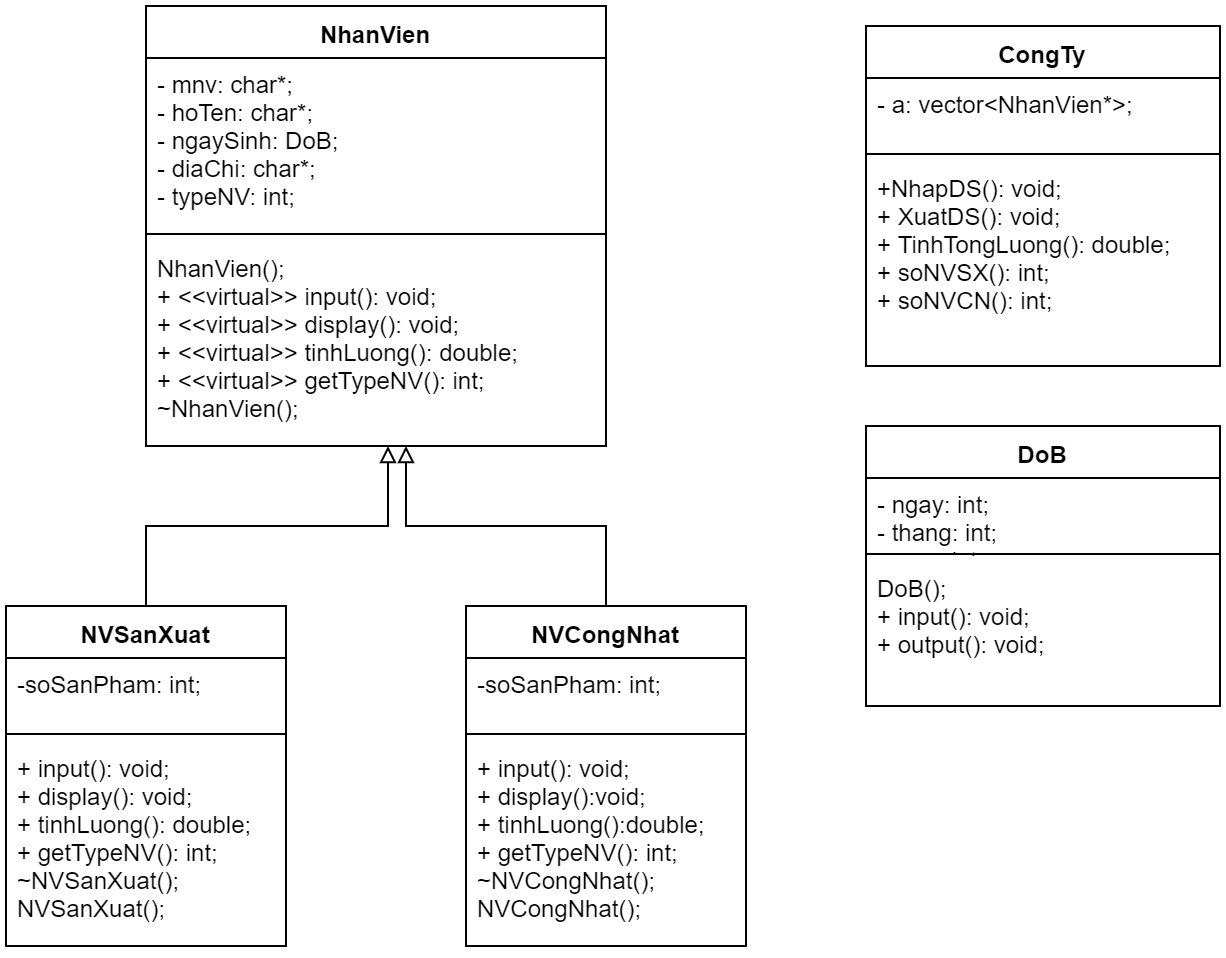 NhanVien
- mnv: char*;
- hoTen: char*;
- ngaySinh: DoB;
- diaChi: char*;
- typeNV: int;
NhanVien();
+ <<virtual>> input(): void;
+ <<virtual>> display(): void;
+ <<virtual>> tinhLuong(): double;
+ <<virtual>> getTypeNV(): int;
~NhanVien();
CongTy
- a: vector<NhanVien*>;
+NhapDS(): void;
+ XuatDS(): void;
+ TinhTongLuong(): double;
+ soNVSX(): int;
+ soNVCN(): int;
DoB
- ngay: int;
- thang: int;
DoB();
+ input(): void;
+ output(): void;
NVSanXuat
-soSanPham: int;
+ input(): void;
+ display(): void;
+ tinhLuong(): double;
+ getTypeNV(): int;
~NVSanXuat();
NVSanXuat();
NVCongNhat
-soSanPham: int;
+ input(): void;
+ display():void;
+ tinhLuong():double;
+ getTypeNV(): int;
~NVCongNhat();
NVCongNhat();